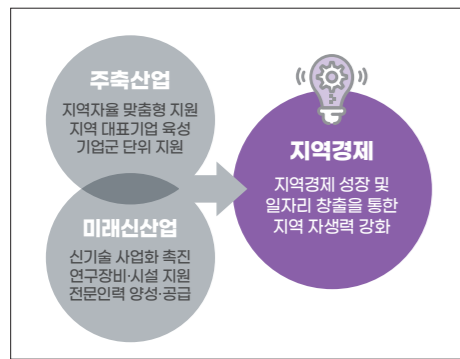 주축산업
지역자율 맞춤형 지원
지역 대표기업 육성
기업군 단위 지원
미래신산업
신기술 사업화 촉진
연구장비·시설 지원
전문인력 양성·공급
지역경제
지역경제 성장 및
일자리 창출을 통한
지역 자생력 강화